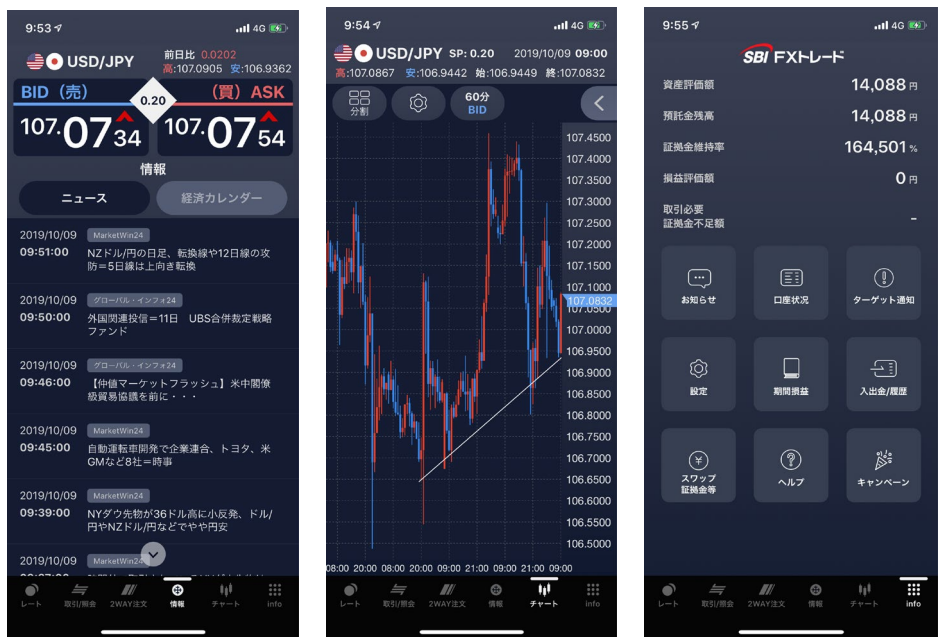 9:53
4G
USD/JPY
前日比 0.0202
高:107.0905 安:106.9362
BID（売）
0.20
（買）ASK
107.0734
107.0754
情報
ニュース
経済カレンダー
2019/10/09 MarketWin24
09:51:00 NZドル/円の日足、転換線や12日線の攻
防＝5日線は上向き転換
2019/10/09 グローバル・インフォ24
09:50:00 外国関連投信＝11日　UBS合併裁定戦略
ファンド
2019/10/09 グローバル・インフォ24
09:46:00 【仲値マーケットフラッシュ】米中閣僚
級貿易協議を前に・・・
2019/10/09 MarketWin24
09:45:00 自動運転車開発で企業連合、トヨタ、米
GMなど8社＝時事
2019/10/09 MarketWin24
09:39:00 NYダウ先物が36ドル高に小反発、ドル/
円やNZドル/円などでやや円安
2019/10/09 MarketWin24
レート 取引/照会 2WAY注文 情報 チャート info
9:54
4G
USD/JPY SP: 0.20 2019/10/09 09:00
高:107.0867 安:106.9442 始:106.9449 終:107.0832
分割
60分
BID
107.4500
107.4000
107.3500
107.3000
107.2500
107.2000
107.1500
107.1000
107.0832
107.0500
107.0000
106.9500
106.9000
106.8500
106.8000
106.7500
106.7000
106.6500
106.6000
106.5500
106.5000
08:00 20:00 08:00 20:00 09:00 21:00 09:00 21:00 09:00
レート 取引/照会 2WAY注文 情報 チャート info
9:55
4G
SBI FXトレード
資産評価額 14,088 円
預託金残高 14,088 円
証拠金維持率 164,501 %
損益評価額 0 円
取引必要
証拠金不足額 -
お知らせ
口座状況
ターゲット通知
設定
期間損益
入出金/履歴
スワップ
証拠金等
ヘルプ
キャンペーン
レート 取引/照会 2WAY注文 情報 チャート info